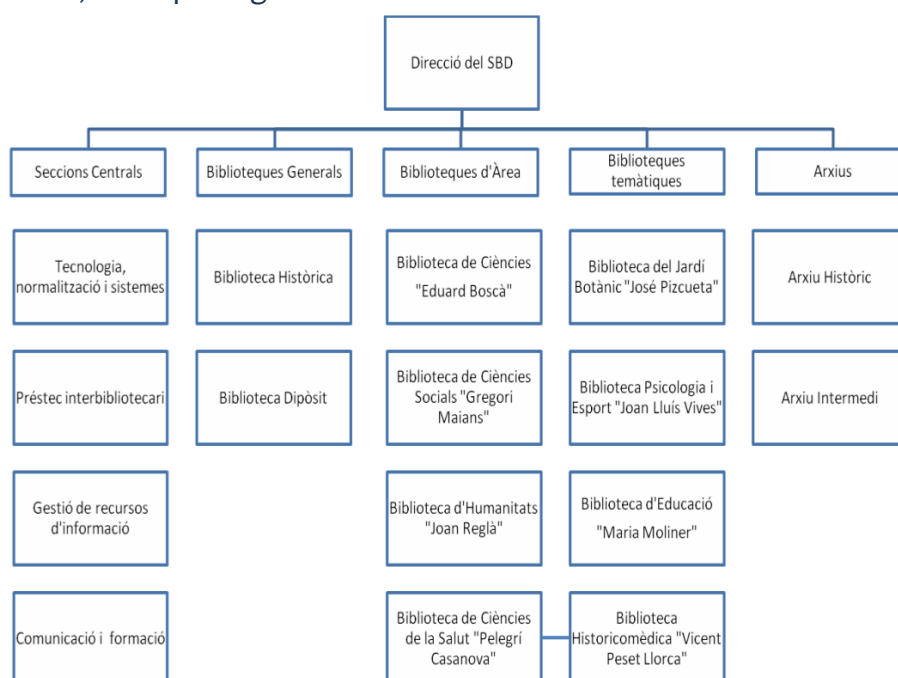 Direcció del SBD
Seccions Centrals
Biblioteques Generals
Biblioteques d'Àrea
Biblioteques
temàtiques
Arxius
Tecnologia,
normalització i sistemes
Biblioteca Històrica
Biblioteca de Ciències
"Eduard Boscà"
Biblioteca del Jardí
Botànic "José Pizcueta"
Arxiu Històric
Préstec interbibliotecari
Biblioteca Dipòsit
Biblioteca de Ciències
Socials "Gregori
Maians"
Biblioteca Psicologia i
Esport "Joan Lluís Vives"
Arxiu Intermedi
Gestió de recursos
d'informació
Biblioteca d'Humanitats
"Joan Reglà"
Biblioteca d'Educació
"Maria Moliner"
Comunicació i formació
Biblioteca de Ciències
de la Salut "Pelegrí
Casanova"
Biblioteca
Historicomèdica "Vicent
Peset Llorca"